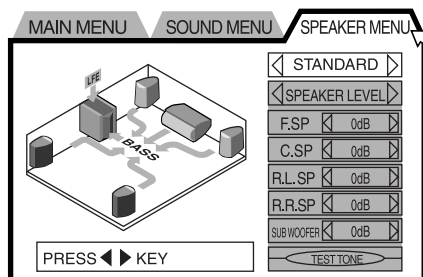 MAIN MENU SOUND MENU SPEAKER MENU
STANDARD
SPEAKER LEVEL
F.SP 0dB
C.SP 0dB
R.L.SP 0dB
R.R.SP 0dB
SUB WOOFER 0dB
TEST TONE
LFE
BASS
PRESS ◀ ▶ KEY